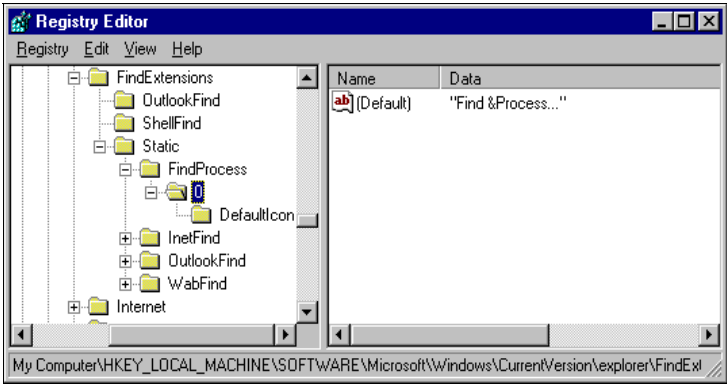 Registry Editor
Registry Edit View Help
FindExtensions
OutlookFind
ShellFind
Static
FindProcess
0
DefaultIcon
InetFind
OutlookFind
WabFind
Internet
Name Data
ab (Default) "Find &Process..."
My Computer\HKEY_LOCAL_MACHINE\SOFTWARE\Microsoft\Windows\CurrentVersion\explorer\FindExt